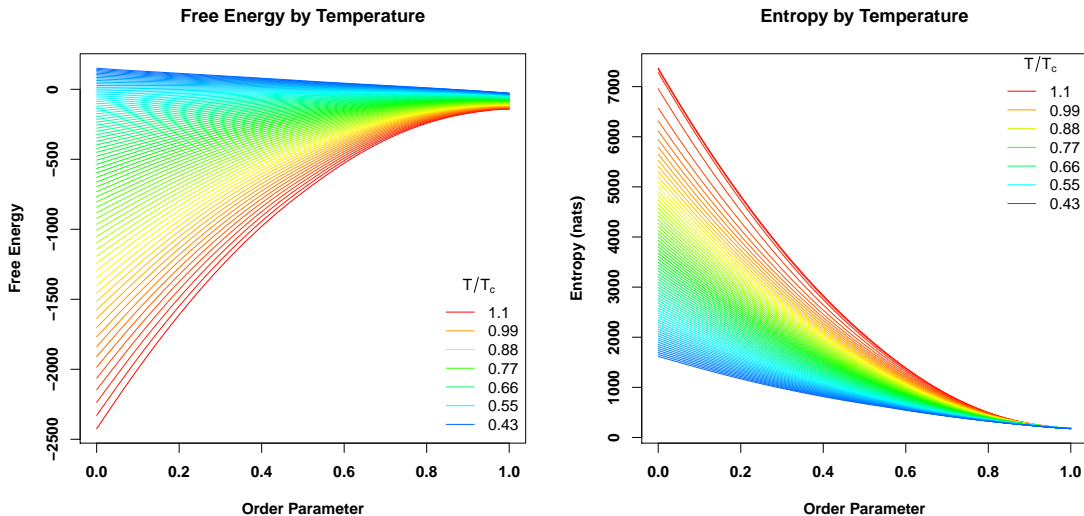 Free Energy by Temperature
Free Energy
0
−500
−1000
−1500
−2000
−2500
0.0 0.2 0.4 0.6 0.8 1.0
Order Parameter
T/Tc
1.1
0.99
0.88
0.77
0.66
0.55
0.43
Entropy by Temperature
Entropy (nats)
7000
6000
5000
4000
3000
2000
1000
0
0.0 0.2 0.4 0.6 0.8 1.0
Order Parameter
T/Tc
1.1
0.99
0.88
0.77
0.66
0.55
0.43